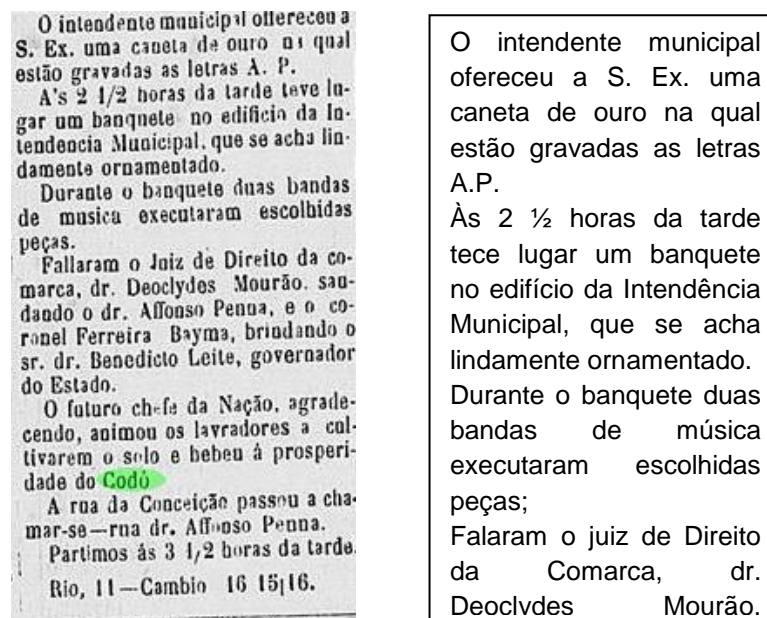 O intendente municipal offereceu a
S. Ex. uma caneta de ouro na qual
estão gravadas as letras A. P.
A's 2 1/2 horas da tarde teve lu-
gar um banquete no edificio da In-
tendencia Municipal, que se acha lin-
damente ornamentado.
Durante o banquete duas bandas
de musica executaram escolhidas
peças.
Fallaram o Juiz de Direito da co-
marca, dr. Deoclydes Mourão, sau-
dando o dr. Affonso Penna, e o co-
ronel Ferreira Bayma, brindando o
sr. dr. Benedicto Leite, governador
do Estado.
O futuro chefe da Nação, agrade-
cendo, animou os lavradores a cul-
tivarem o solo e bebeu á prosperi-
dade do Codó
A rua da Conceição passou a cha-
mar-se—rua dr. Affonso Penna.
Partimos ás 3 1/2 horas da tarde.
Rio, 11—Cambio 16 15|16.
O intendente municipal
ofereceu a S. Ex. uma
caneta de ouro na qual
estão gravadas as letras
A.P.
Às 2 ½ horas da tarde
tece lugar um banquete
no edifício da Intendência
Municipal, que se acha
lindamente ornamentado.
Durante o banquete duas
bandas de música
executaram escolhidas
peças;
Falaram o juiz de Direito
da Comarca, dr.
Deoclydes Mourão.